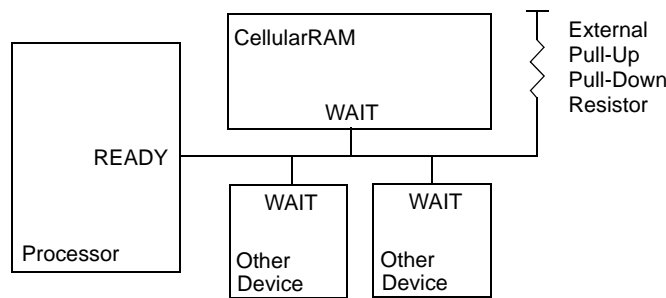 CellularRAM
WAIT
External
Pull-Up
Pull-Down
Resistor
READY
Processor
WAIT
Other
Device
WAIT
Other
Device